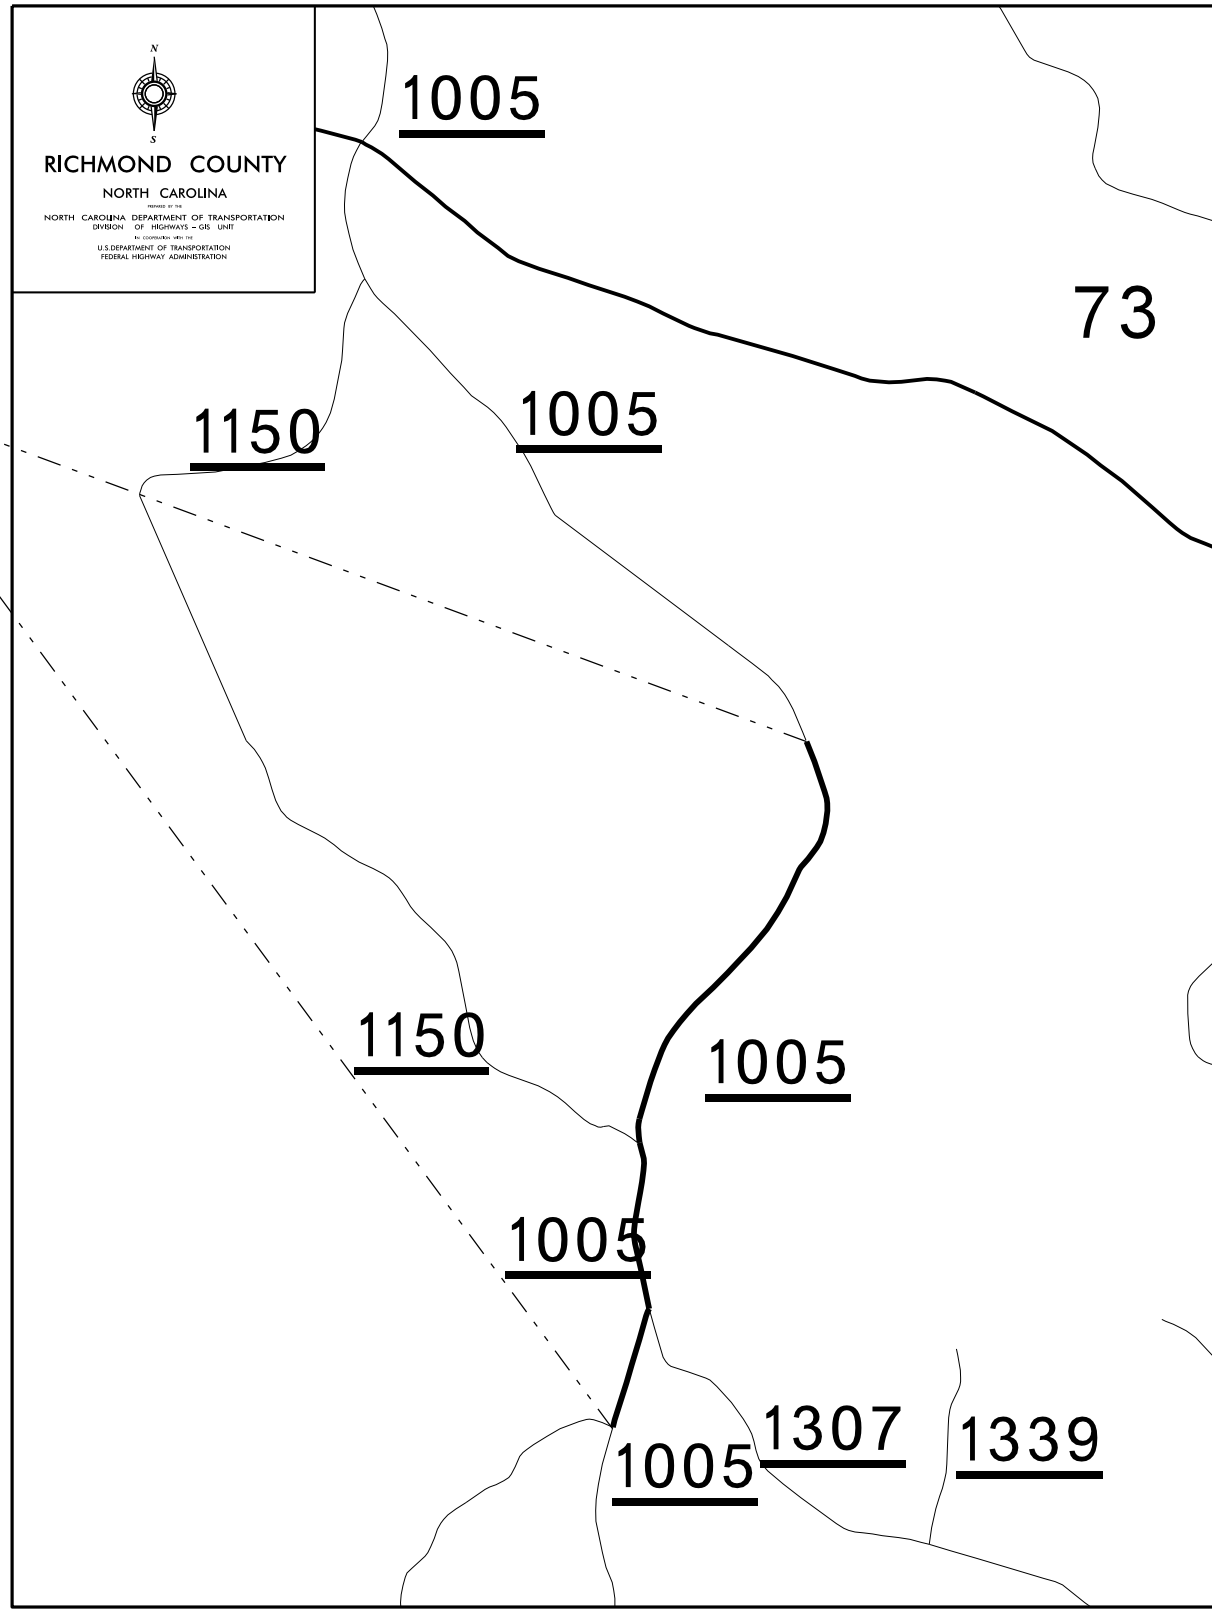 N
S
RICHMOND COUNTY
NORTH CAROLINA
PREPARED BY THE
NORTH CAROLINA DEPARTMENT OF TRANSPORTATION
DIVISION OF HIGHWAYS – GIS UNIT
IN COOPERATION WITH THE
U.S.DEPARTMENT OF TRANSPORTATION
FEDERAL HIGHWAY ADMINISTRATION
1005
73
1150
1005
1150
1005
1005
1307
1339
1005